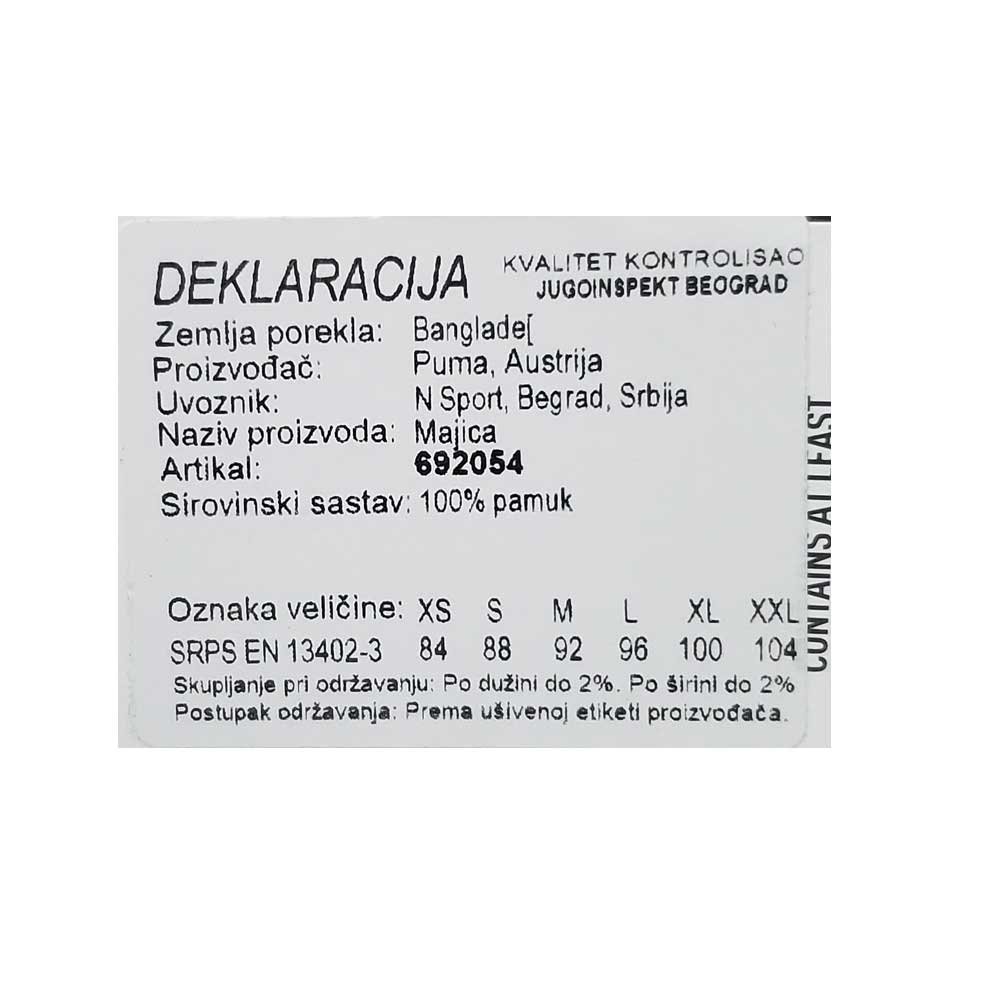 DEKLARACIJA
KVALITET KONTROLISAO
JUGOINSPEKT BEOGRAD
Zemlja porekla: Banglade[
Proizvođač: Puma, Austrija
Uvoznik: N Sport, Begrad, Srbija
Naziv proizvoda: Majica
Artikal: 692054
Sirovinski sastav: 100% pamuk
Oznaka veličine: XS S M L XL XXL
SRPS EN 13402-3 84 88 92 96 100 104
Skupljanje pri održavanju: Po dužini do 2%. Po širini do 2%
Postupak održavanja: Prema ušivenoj etiketi proizvođača.
CONTAINS AT LEAST